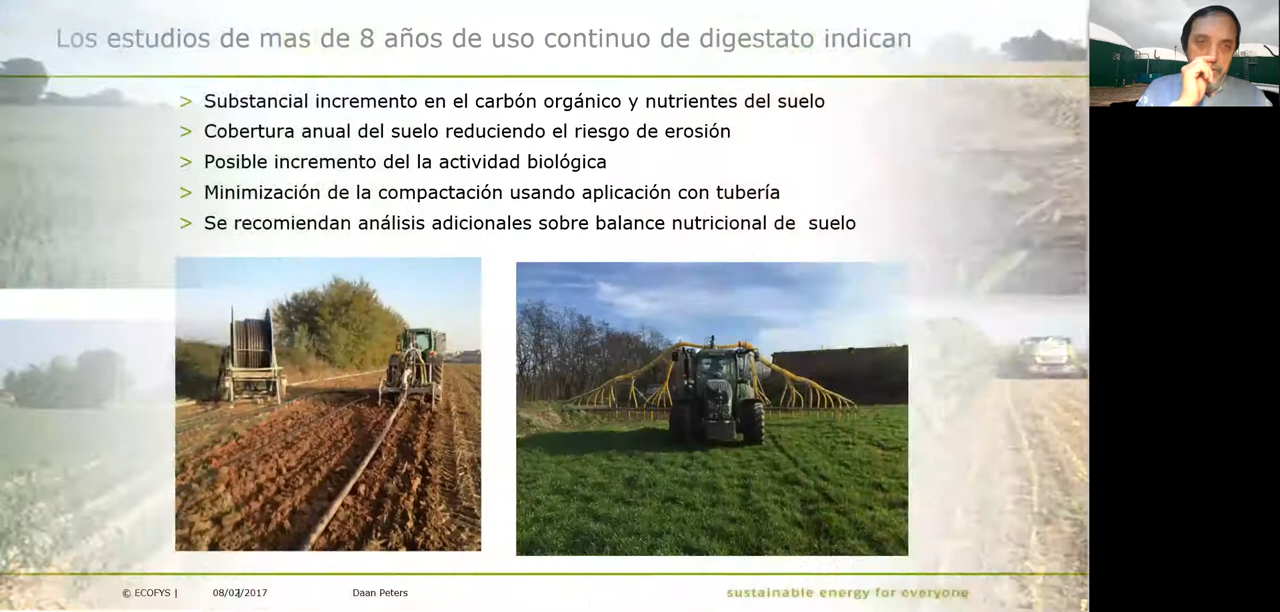 Los estudios de mas de 8 años de uso continuo de digestato indican
> Substancial incremento en el carbón orgánico y nutrientes del suelo
> Cobertura anual del suelo reduciendo el riesgo de erosión
> Posible incremento del la actividad biológica
> Minimización de la compactación usando aplicación con tubería
> Se recomiendan análisis adicionales sobre balance nutricional de suelo
© ECOFYS | 08/02/2017 Daan Peters sustainable energy for everyone